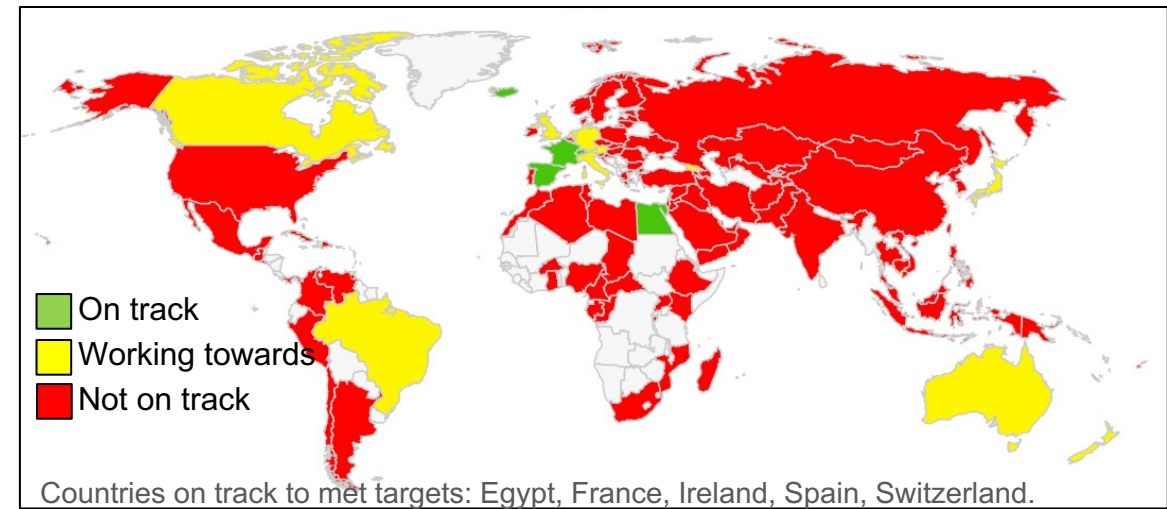 On track
Working towards
Not on track
Countries on track to met targets: Egypt, France, Ireland, Spain, Switzerland.